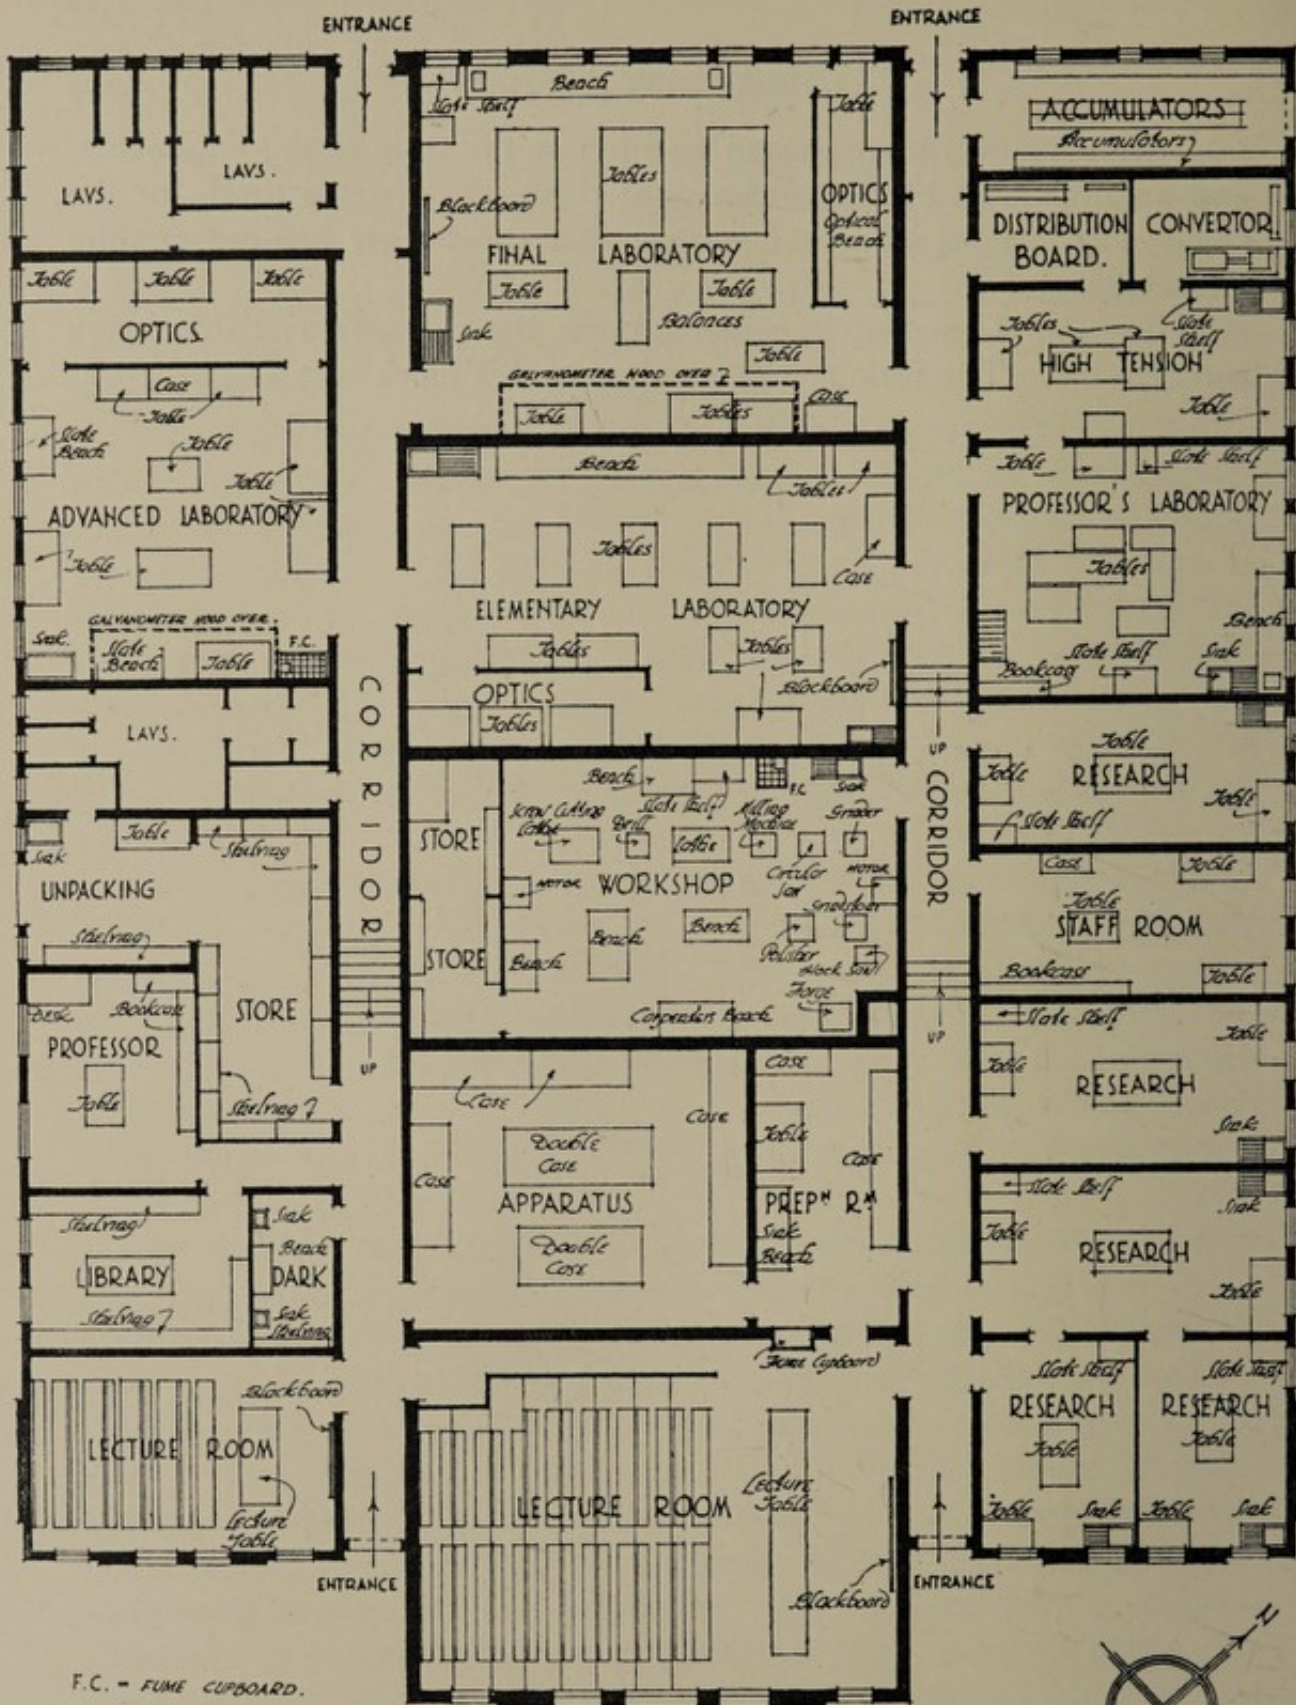 ENTRANCE
ENTRANCE
LAVS.
LAVS.
Slate Shelf
Bench
Table
Tables
Blackboard
OPTICS
Optical
Bench
FINAL LABORATORY
Table
Table
Balances
Sink
Table
GALVANOMETER HOOD OVER
Table
Tables
CASE
ACCUMULATORS
Accumulators
DISTRIBUTION
BOARD.
CONVERTOR.
Tables
Slate
Shelf
HIGH TENSION
Table
Table
Table
Table
OPTICS
Case
Table
Slate
Bench
Table
Table
ADVANCED LABORATORY
Table
GALVANOMETER HOOD OVER.
Sink.
Slate
Bench
Table
F.C.
Bench
Tables
Tables
Case
ELEMENTARY LABORATORY
Tables
Tables
Blackboard
OPTICS
Tables
Table
Slate Shelf
PROFESSOR'S LABORATORY
Tables
Bench
Slate Shelf
Sink
Bookcase
CORRIDOR
LAVS.
UP
CORRIDOR
UP
Table
Table
RESEARCH
Table
Slate Shelf
Sink
Table
Shelving
UNPACKING
Shelving
STORE
STORE
Bench
Slate Shelf
F.C.
Sink
Screw Cutting
Lathe
Drill
Lathe
Milling
Machine
Grinder
Circular
Saw
MOTOR
WORKSHOP
MOTOR
Bench
Bench
Bench
Grindstone
Polisher
Hack Saw
Forge
Carpenters Bench
Case
Table
Table
STAFF ROOM
Bookcase
Table
Desk
Bookcase
PROFESSOR
Table
STORE
Shelving
UP
Slate Shelf
Table
Table
RESEARCH
Sink
Case
Case
Case
Double
Case
APPARATUS
Double
Case
Case
Table
Case
PREPN RM
Sink
Bench
Slate Shelf
Sink
Table
RESEARCH
Table
Shelving
LIBRARY
Shelving
Sink
Bench
DARK
Sink
Shelving
Fume Cupboard
Slate Shelf
RESEARCH
Table
Table
Sink
Slate Shelf
RESEARCH
Table
Table
Sink
Blackboard
LECTURE ROOM
Lecture
Table
LECTURE ROOM
Lecture
Table
Blackboard
ENTRANCE
ENTRANCE
N
F.C. - FUME CUPBOARD.